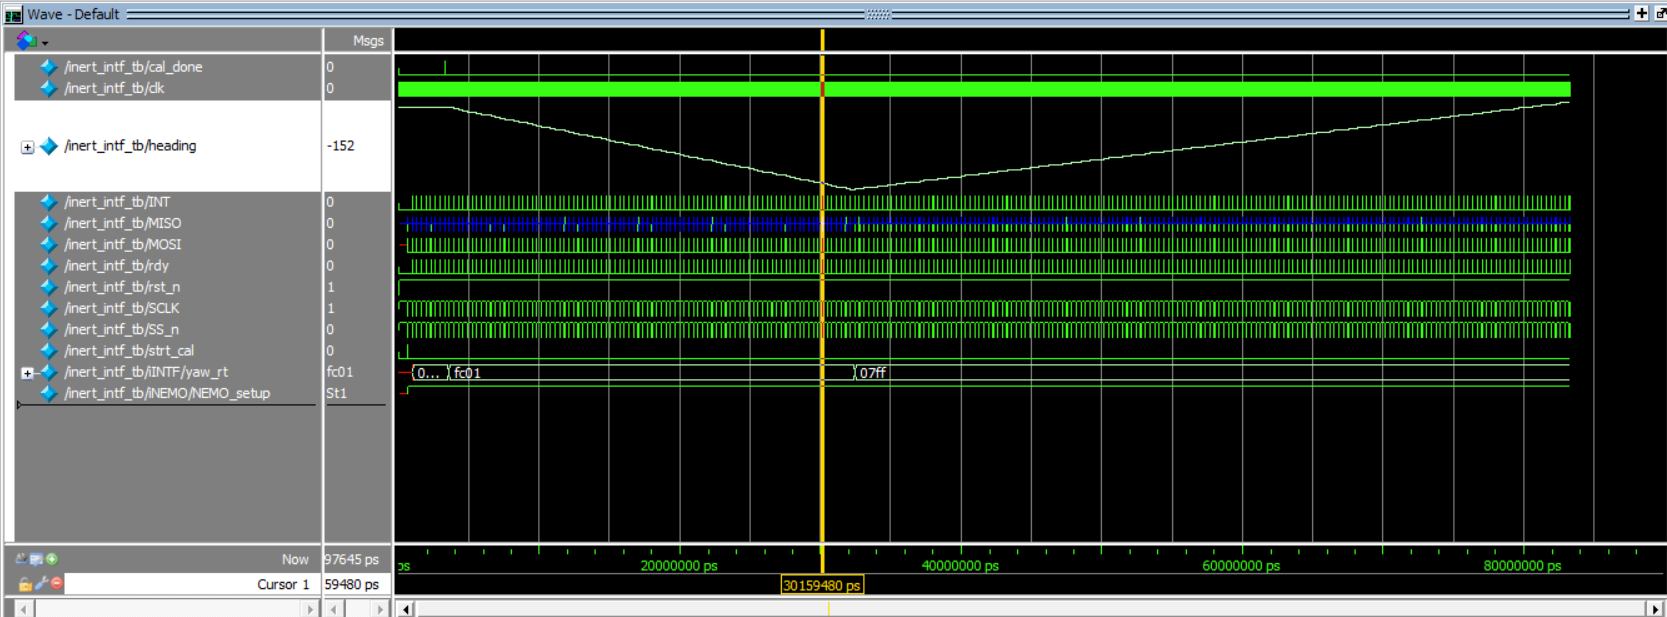 Wave - Default
Msgs
/inert_intf_tb/cal_done 0
/inert_intf_tb/clk 0
/inert_intf_tb/heading -152
/inert_intf_tb/INT 0
/inert_intf_tb/MISO 0
/inert_intf_tb/MOSI 0
/inert_intf_tb/rdy 0
/inert_intf_tb/rst_n 1
/inert_intf_tb/SCLK 1
/inert_intf_tb/SS_n 0
/inert_intf_tb/strt_cal 0
/inert_intf_tb/iINTF/yaw_rt fc01 0... fc01 07ff
/inert_intf_tb/iNEMO/NEMO_setup St1
Now 97645 ps ps 20000000 ps 40000000 ps 60000000 ps 80000000 ps
Cursor 1 59480 ps 30159480 ps